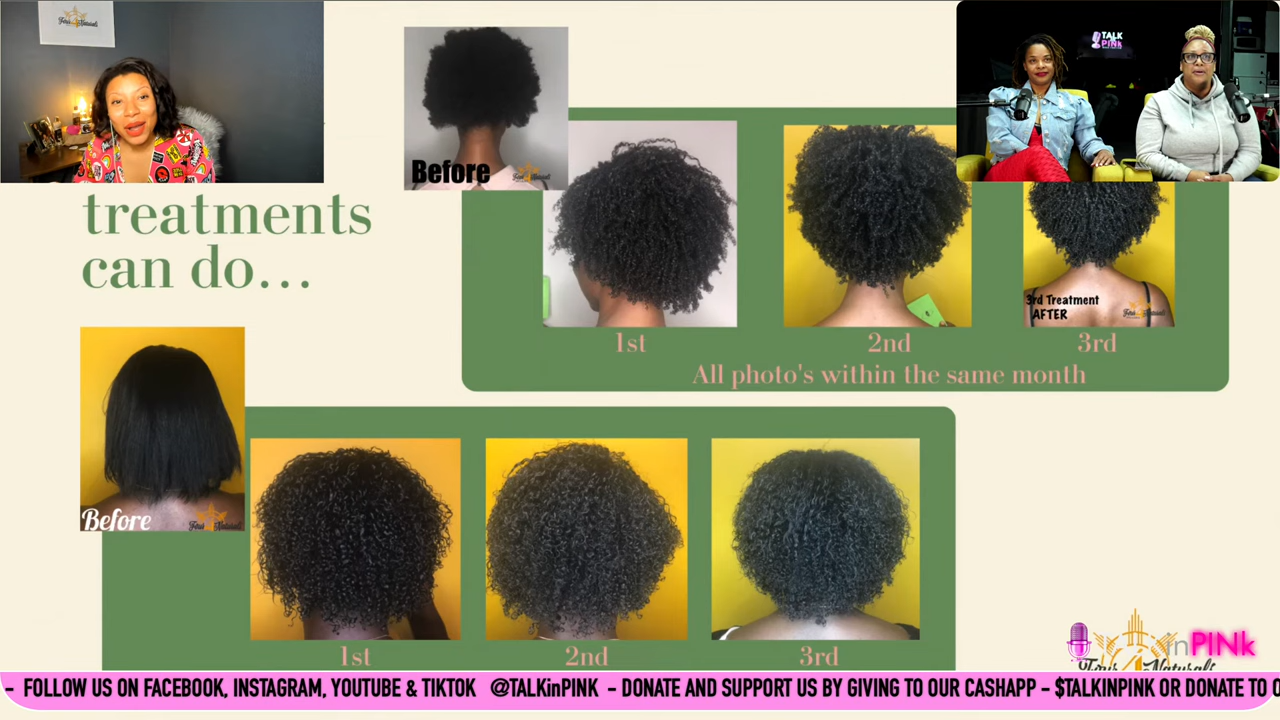 TALK
PINK
Before
treatments
can do...
3rd Treatment
AFTER
1st
2nd
3rd
All photo's within the same month
Before
1st
2nd
3rd
inPINk
- FOLLOW US ON FACEBOOK, INSTAGRAM, YOUTUBE & TIKTOK @TALKinPINK - DONATE AND SUPPORT US BY GIVING TO OUR CASHAPP - $TALKINPINK OR DONATE TO